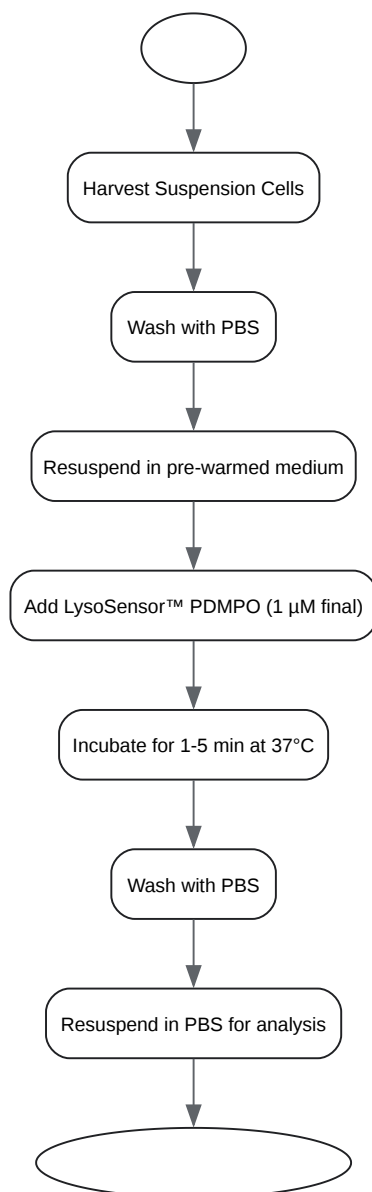 Harvest Suspension Cells
Wash with PBS
Resuspend in pre-warmed medium
Add LysoSensor™ PDMPO (1 µM final)
Incubate for 1-5 min at 37°C
Wash with PBS
Resuspend in PBS for analysis